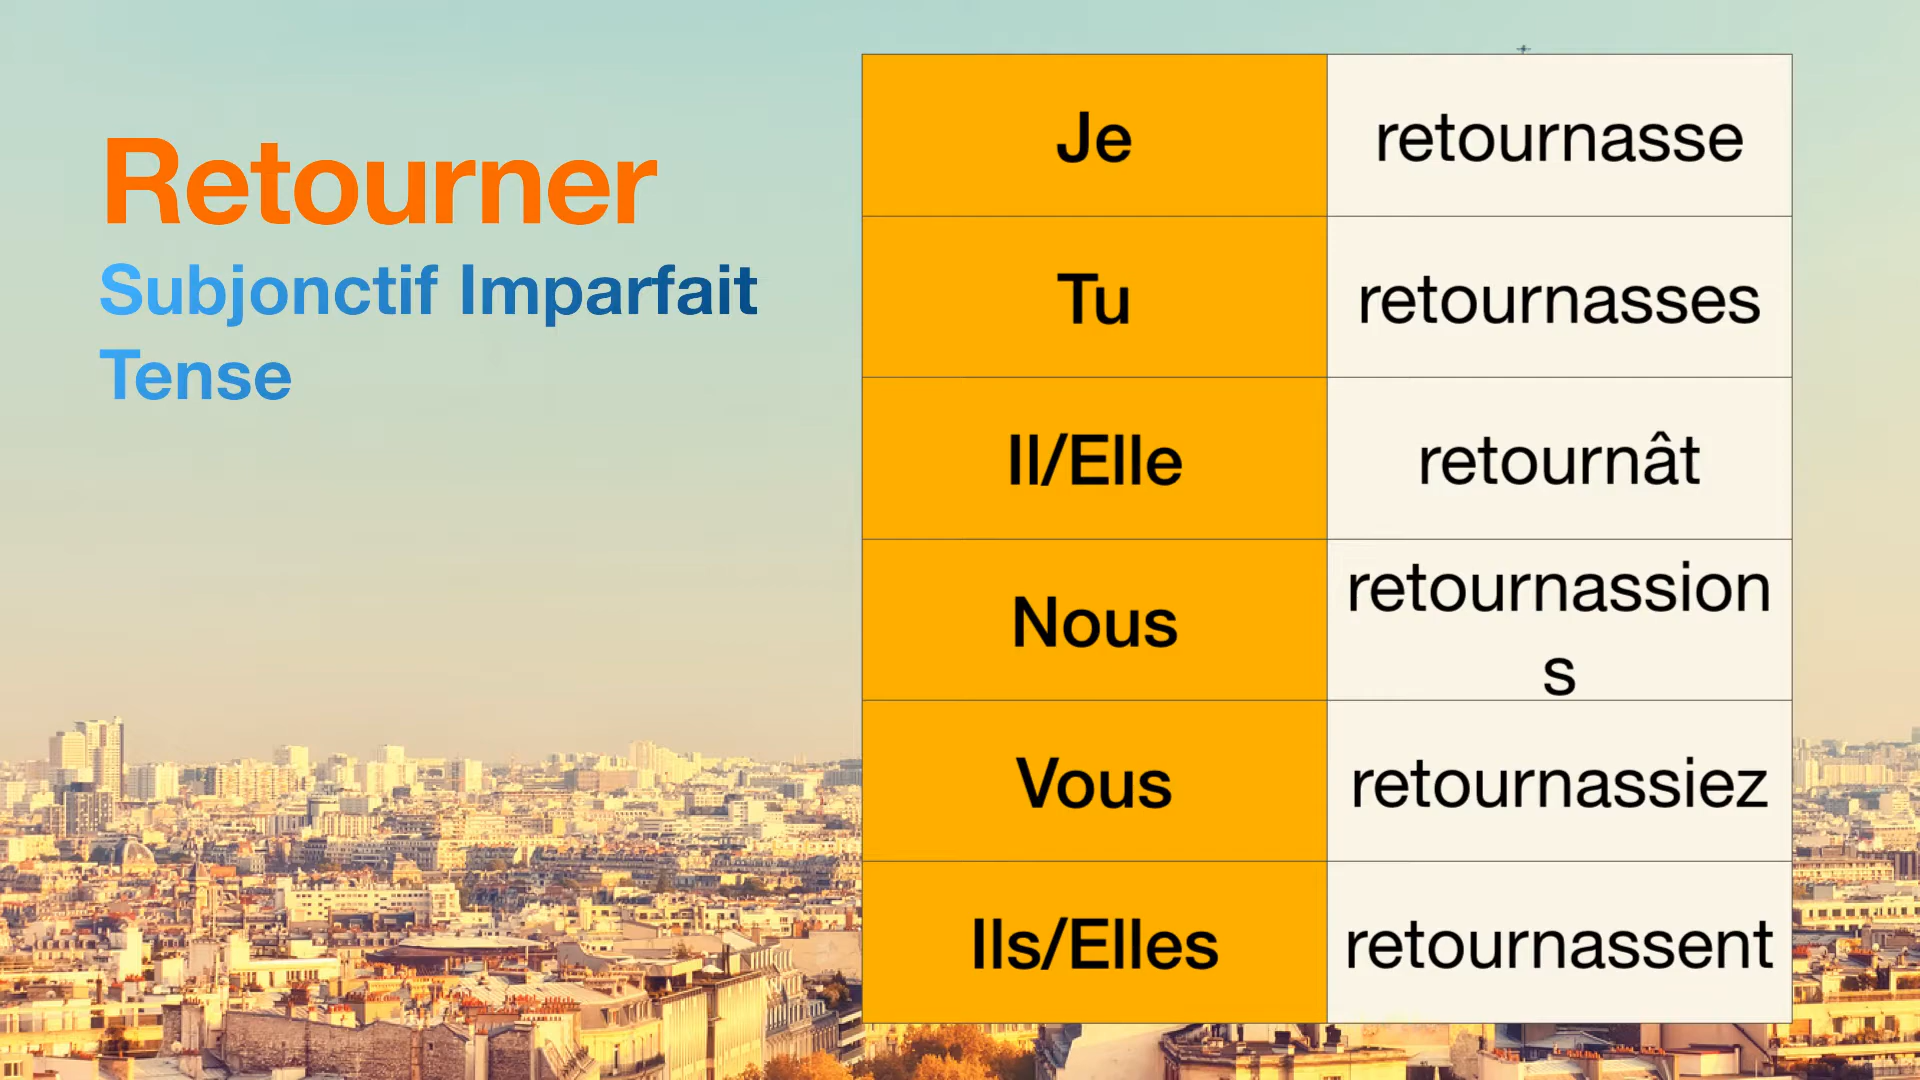 Retourner
Subjonctif Imparfait
Tense
Je retournasse
Tu retournasses
Il/Elle retournât
Nous retournassion
s
Vous retournassiez
Ils/Elles retournassent